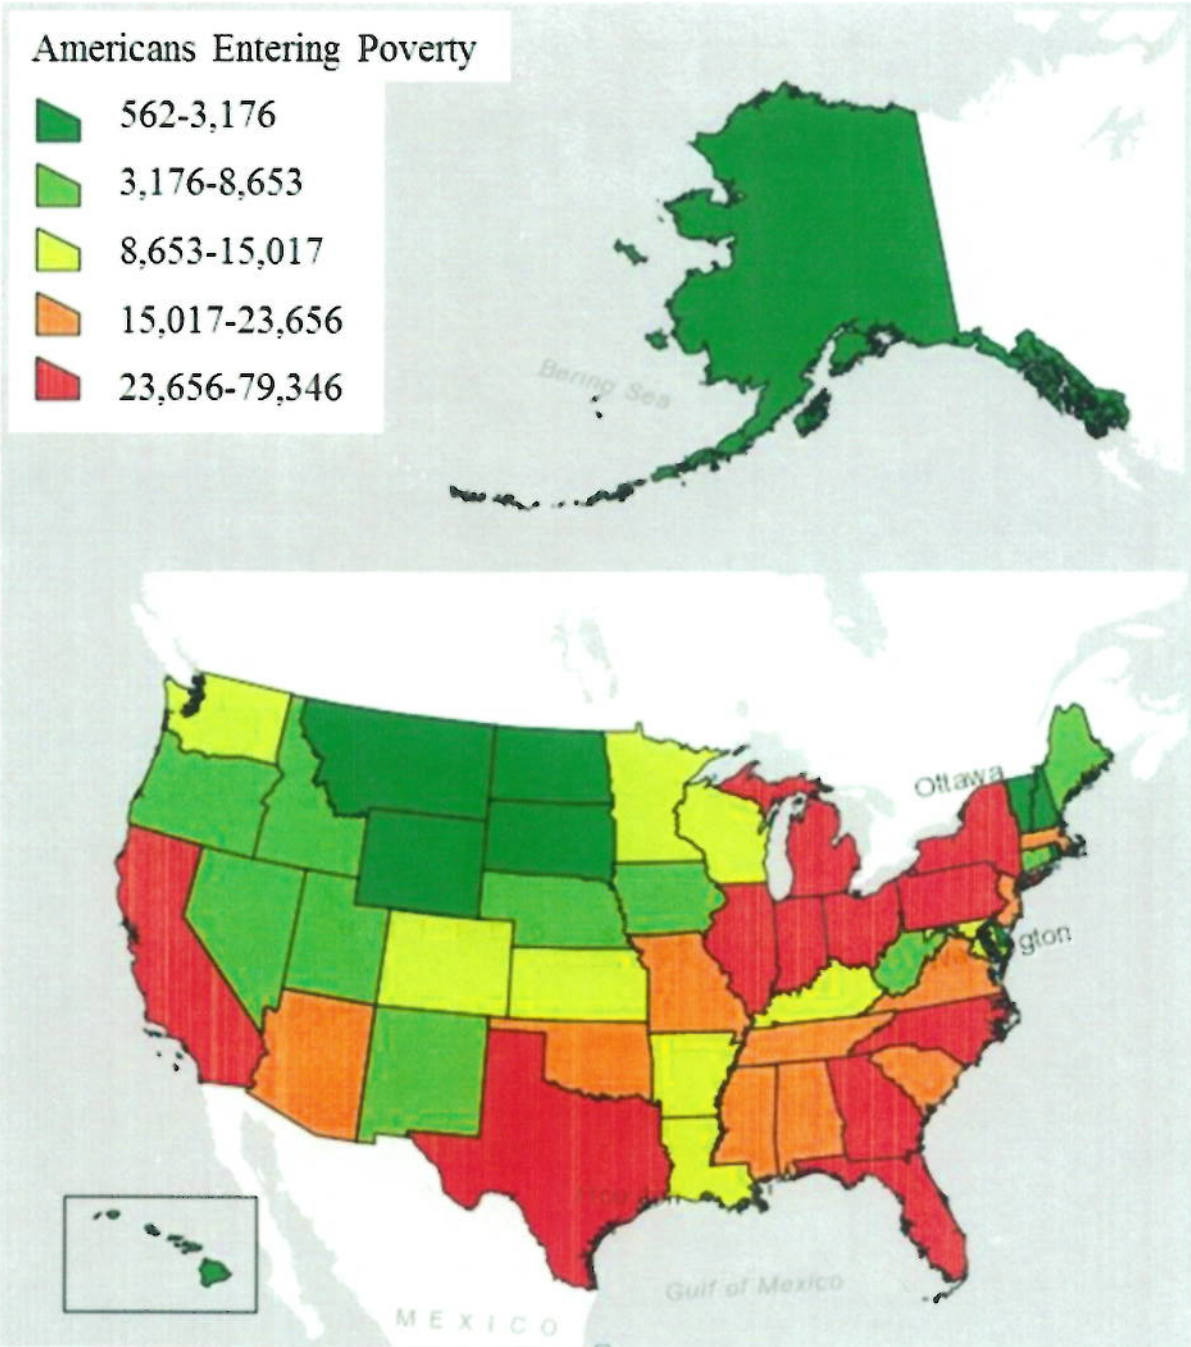 Americans Entering Poverty
562-3,176
3,176-8,653
8,653-15,017
15,017-23,656
23,656-79,346
Bering Sea
Ottawa
gton
Gulf of Mexico
MEXICO